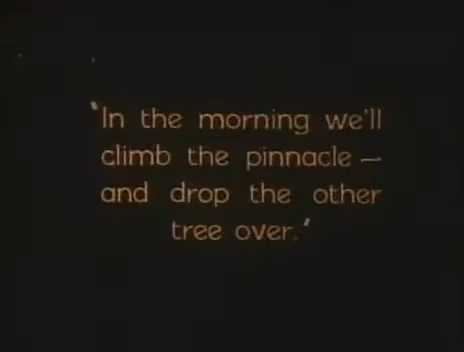 'In the morning we'll
climb the pinnacle —
and drop the other
tree over.'